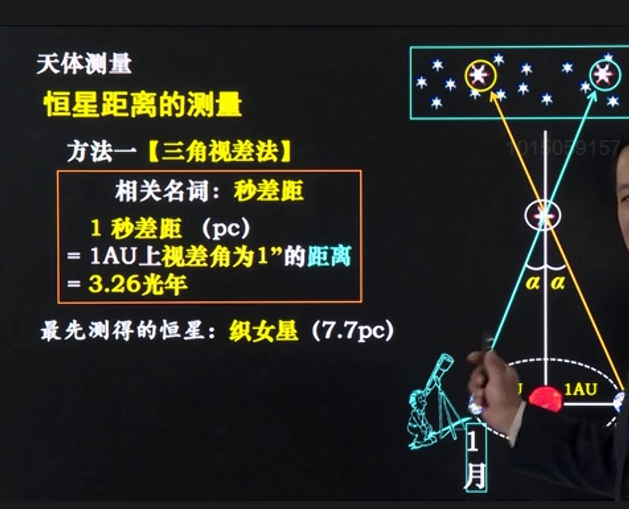 天体测量
恒星距离的测量
方法一【三角视差法】
相关名词：秒差距
1 秒差距 （pc）
= 1AU上视差角为1”的距离
= 3.26光年
最先测得的恒星：织女星（7.7pc）
1015059157
α α
U
1AU
1
月